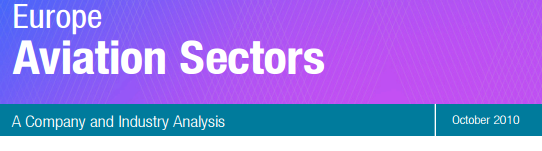 Europe
Aviation Sectors
A Company and Industry Analysis
October 2010